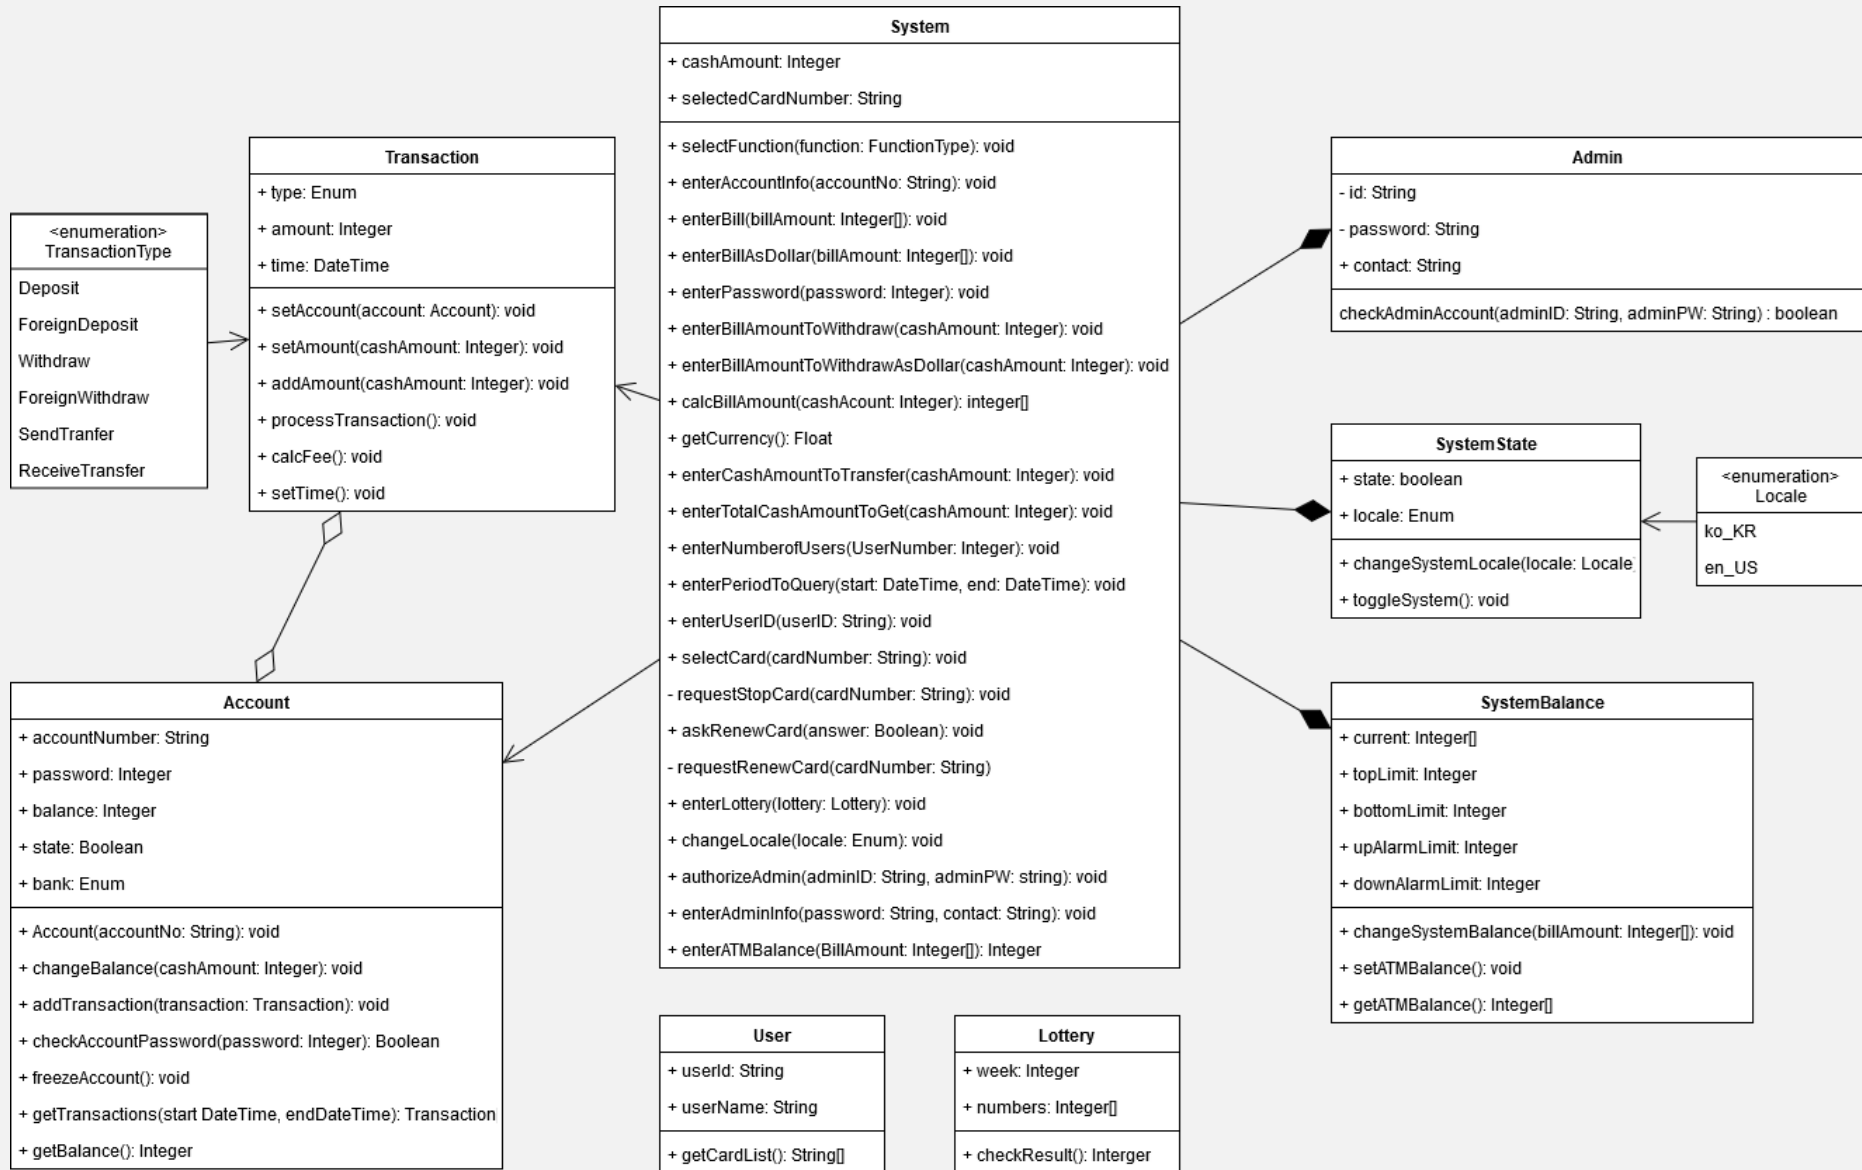 System
+ cashAmount: Integer
+ selectedCardNumber: String
+ selectFunction(function: FunctionType): void
+ enterAccountInfo(accountNo: String): void
+ enterBill(billAmount: Integer[]): void
+ enterBillAsDollar(billAmount: Integer[]): void
+ enterPassword(password: Integer): void
+ enterBillAmountToWithdraw(cashAmount: Integer): void
+ enterBillAmountToWithdrawAsDollar(cashAmount: Integer): void
+ calcBillAmount(cashAcount: Integer): integer[]
+ getCurrency(): Float
+ enterCashAmountToTransfer(cashAmount: Integer): void
+ enterTotalCashAmountToGet(cashAmount: Integer): void
+ enterNumberofUsers(UserNumber: Integer): void
+ enterPeriodToQuery(start: DateTime, end: DateTime): void
+ enterUserID(userID: String): void
+ selectCard(cardNumber: String): void
- requestStopCard(cardNumber: String): void
+ askRenewCard(answer: Boolean): void
- requestRenewCard(cardNumber: String)
+ enterLottery(lottery: Lottery): void
+ changeLocale(locale: Enum): void
+ authorizeAdmin(adminID: String, adminPW: string): void
+ enterAdminInfo(password: String, contact: String): void
+ enterATMBalance(BillAmount: Integer[]): Integer
Transaction
+ type: Enum
+ amount: Integer
+ time: DateTime
+ setAccount(account: Account): void
+ setAmount(cashAmount: Integer): void
+ addAmount(cashAmount: Integer): void
+ processTransaction(): void
+ calcFee(): void
+ setTime(): void
<enumeration>
TransactionType
Deposit
ForeignDeposit
Withdraw
ForeignWithdraw
SendTranfer
ReceiveTransfer
Admin
- id: String
- password: String
+ contact: String
checkAdminAccount(adminID: String, adminPW: String) : boolean
SystemState
+ state: boolean
+ locale: Enum
+ changeSystemLocale(locale: Locale
+ toggleSystem(): void
<enumeration>
Locale
ko_KR
en_US
Account
+ accountNumber: String
+ password: Integer
+ balance: Integer
+ state: Boolean
+ bank: Enum
+ Account(accountNo: String): void
+ changeBalance(cashAmount: Integer): void
+ addTransaction(transaction: Transaction): void
+ checkAccountPassword(password: Integer): Boolean
+ freezeAccount(): void
+ getTransactions(start DateTime, endDateTime): Transaction
+ getBalance(): Integer
SystemBalance
+ current: Integer[]
+ topLimit: Integer
+ bottomLimit: Integer
+ upAlarmLimit: Integer
+ downAlarmLimit: Integer
+ changeSystemBalance(billAmount: Integer[]): void
+ setATMBalance(): void
+ getATMBalance(): Integer[]
User
+ userId: String
+ userName: String
+ getCardList(): String[]
Lottery
+ week: Integer
+ numbers: Integer[]
+ checkResult(): Interger